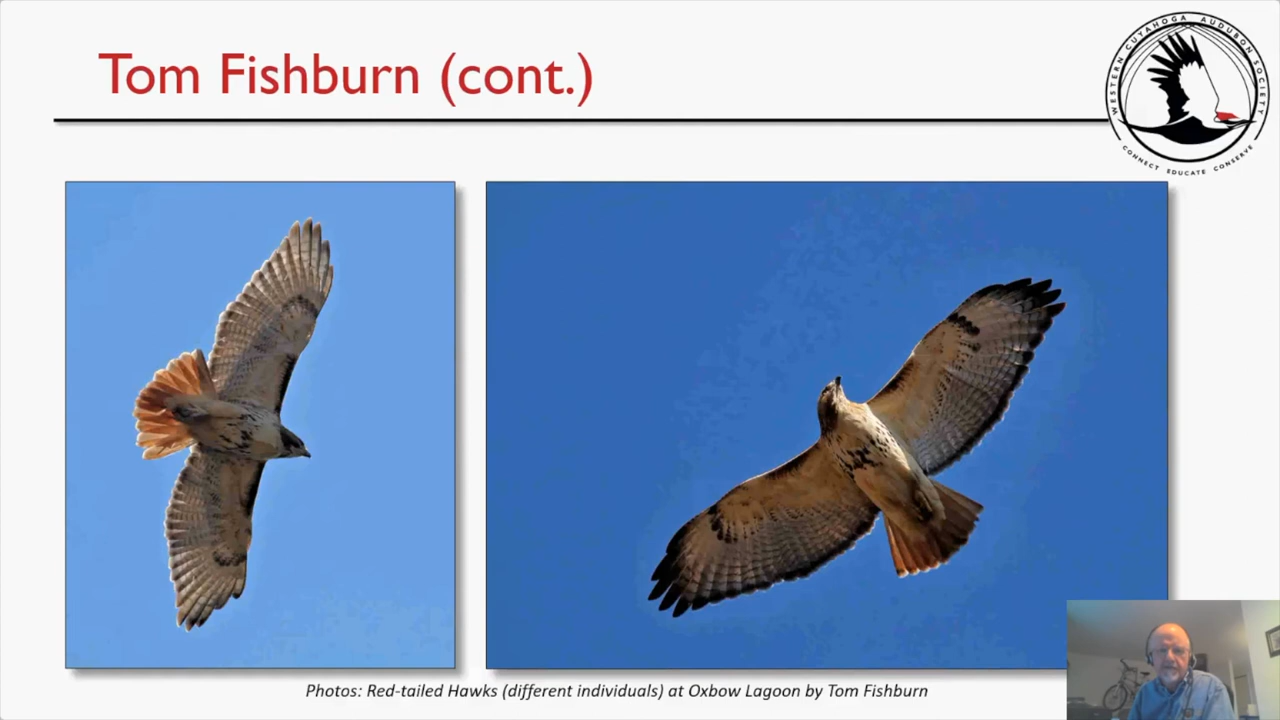 Tom Fishburn (cont.)
WESTERN CUYAHOGA AUDUBON SOCIETY
CONNECT EDUCATE CONSERVE
Photos: Red-tailed Hawks (different individuals) at Oxbow Lagoon by Tom Fishburn